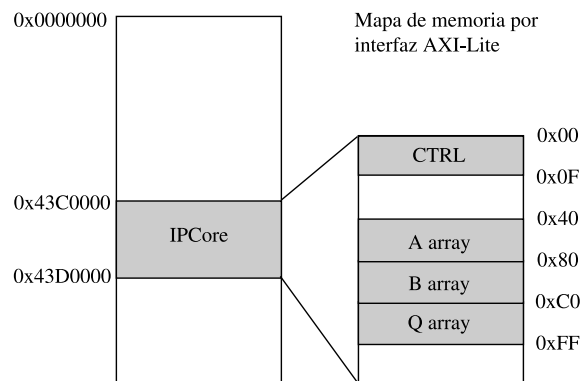 0x0000000
Mapa de memoria por
interfaz AXI-Lite
0x00
CTRL
0x0F
0x43C0000
0x40
IPCore
A array
0x80
0x43D0000
B array
0xC0
Q array
0xFF